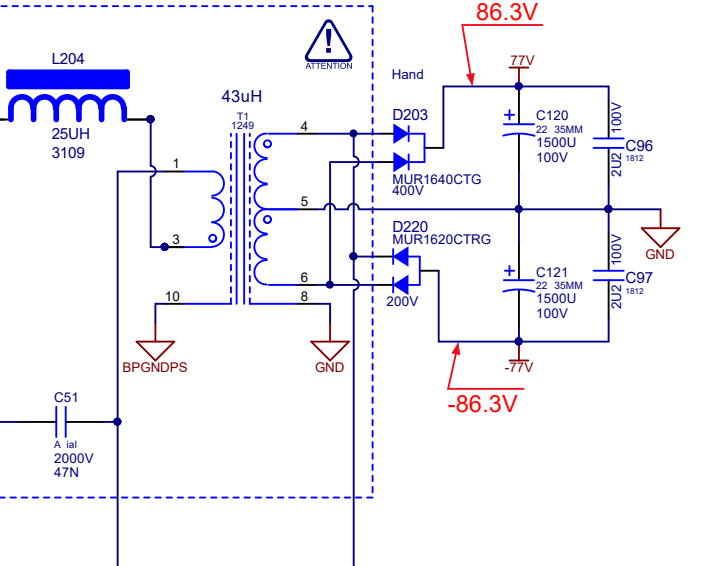 86.3V
L204
ATTENTION
Hand
77V
43uH
T1
1249
25UH
3109
1
3
10
4
5
6
8
D203
MUR1640CTG
400V
C120
22 35MM
1500U
100V
100V
2U2
C96
1812
D220
MUR1620CTRG
200V
GND
C121
22 35MM
1500U
100V
100V
2U2
C97
1812
BPGNDPS
GND
-77V
-86.3V
C51
A ial
2000V
47N